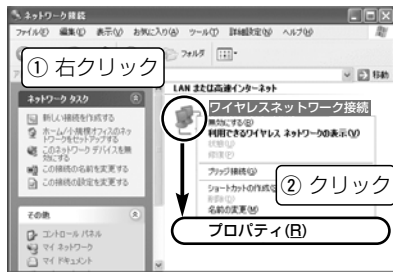 ネットワーク接続
ファイル(F) 編集(E) 表示(V) お気に入り(A) ツール(T) 詳細設定(N) ヘルプ(H)
フォルダ
① 右クリック
移動
LAN または高速インターネット
ネットワーク タスク
新しい接続を作成する
ホーム/小規模オフィスのネットワークをセットアップする
このネットワーク デバイスを無効にする
この接続の名前を変更する
この接続の設定を変更する
ワイヤレスネットワーク接続
無効にする(B)
利用できるワイヤレス ネットワークの表示(V)
状態(U)
修復(P)
ブリッジ接続(G)
ショートカットの作成(S)
② クリック
削除(D)
名前の変更(M)
プロパティ(R)
その他
コントロール パネル
マイ ネットワーク
マイ ドキュメント